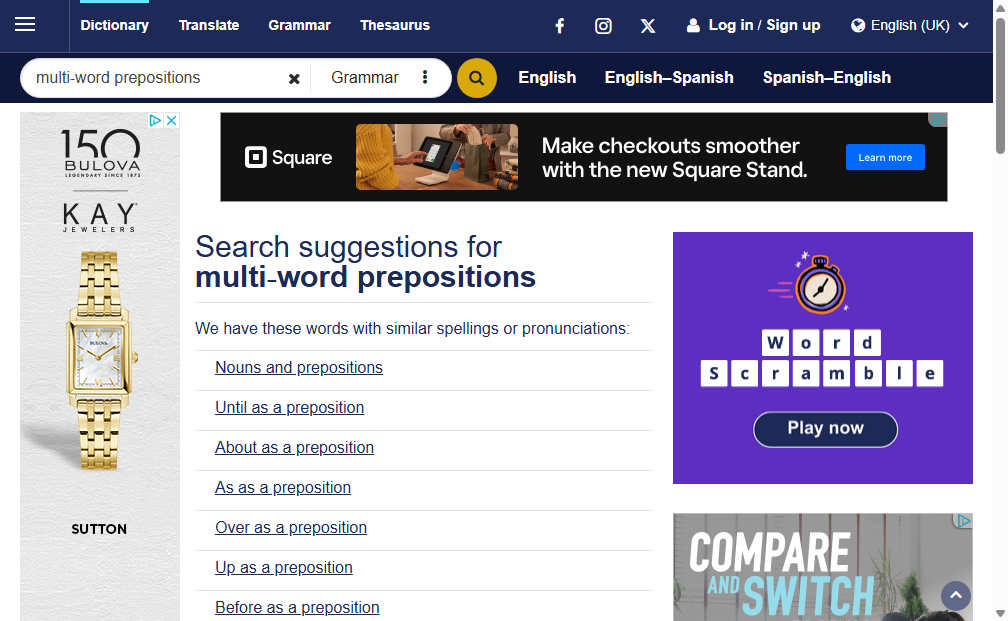 Dictionary Translate Grammar Thesaurus Log in / Sign up English (UK)
multi-word prepositions Grammar English English–Spanish Spanish–English
150
BULOVA
LEGENDARY SINCE 1875
KAY
JEWELERS
BULOVA
SUTTON
Square
Make checkouts smoother
with the new Square Stand.
Learn more
Search suggestions for
multi-word prepositions
We have these words with similar spellings or pronunciations:
Nouns and prepositions
Until as a preposition
About as a preposition
As as a preposition
Over as a preposition
Up as a preposition
Before as a preposition
Word
Scramble
Play now
COMPARE
AND SWITCH